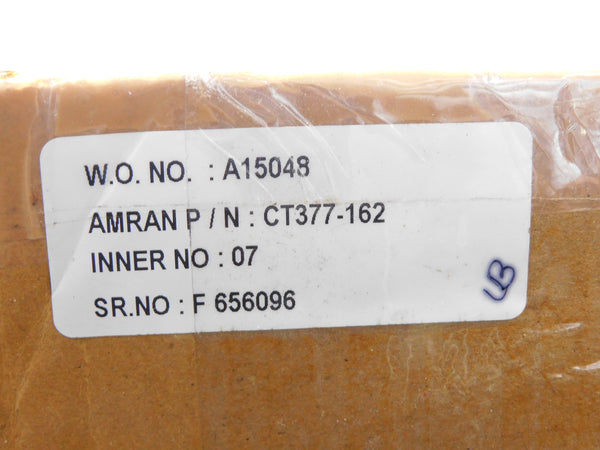 W.O. NO. : A15048
AMRAN P / N : CT377-162
INNER NO : 07
SR.NO : F 656096